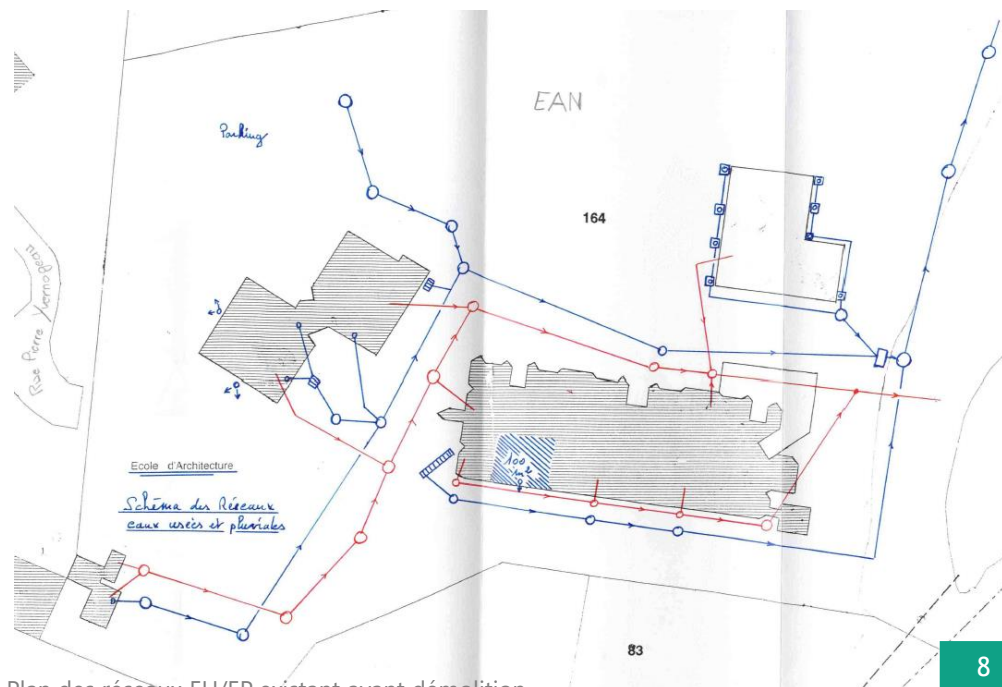 EAN
Parking
164
Rue Pierre Yvernogeau
100
m²
Ecole d'Architecture
Schéma des Réseaux
eaux usées et pluviales
83
8
Plan des réseaux EU/EP existant avant démolition